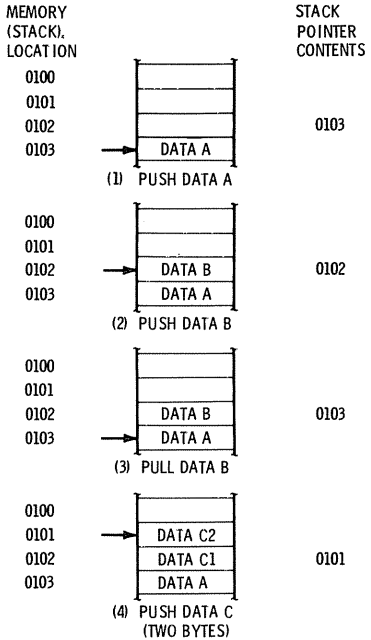 MEMORY
(STACK).
LOCATION
STACK
POINTER
CONTENTS
0100
0101
0102
0103
0103
DATA A
(1) PUSH DATA A
0100
0101
0102
DATA B
0102
0103
DATA A
(2) PUSH DATA B
0100
0101
0102
DATA B
0103
0103
DATA A
(3) PULL DATA B
0100
0101
DATA C2
0102
DATA C1
0101
0103
DATA A
(4) PUSH DATA C
(TWO BYTES)